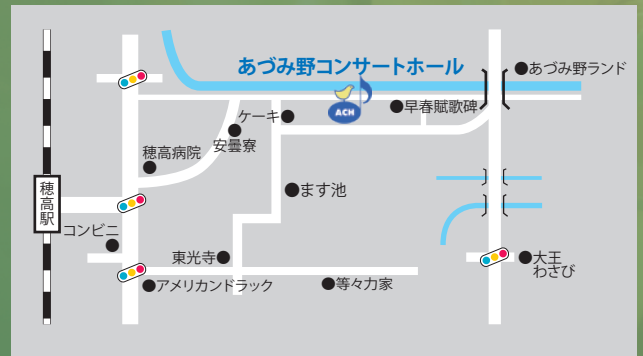 あづみ野コンサートホール
ACH
あづみ野ランド
早春賦歌碑
ケーキ
安曇寮
穂高病院
穂高駅
ます池
コンビニ
東光寺
アメリカンドラック
等々力家
大王
わさび